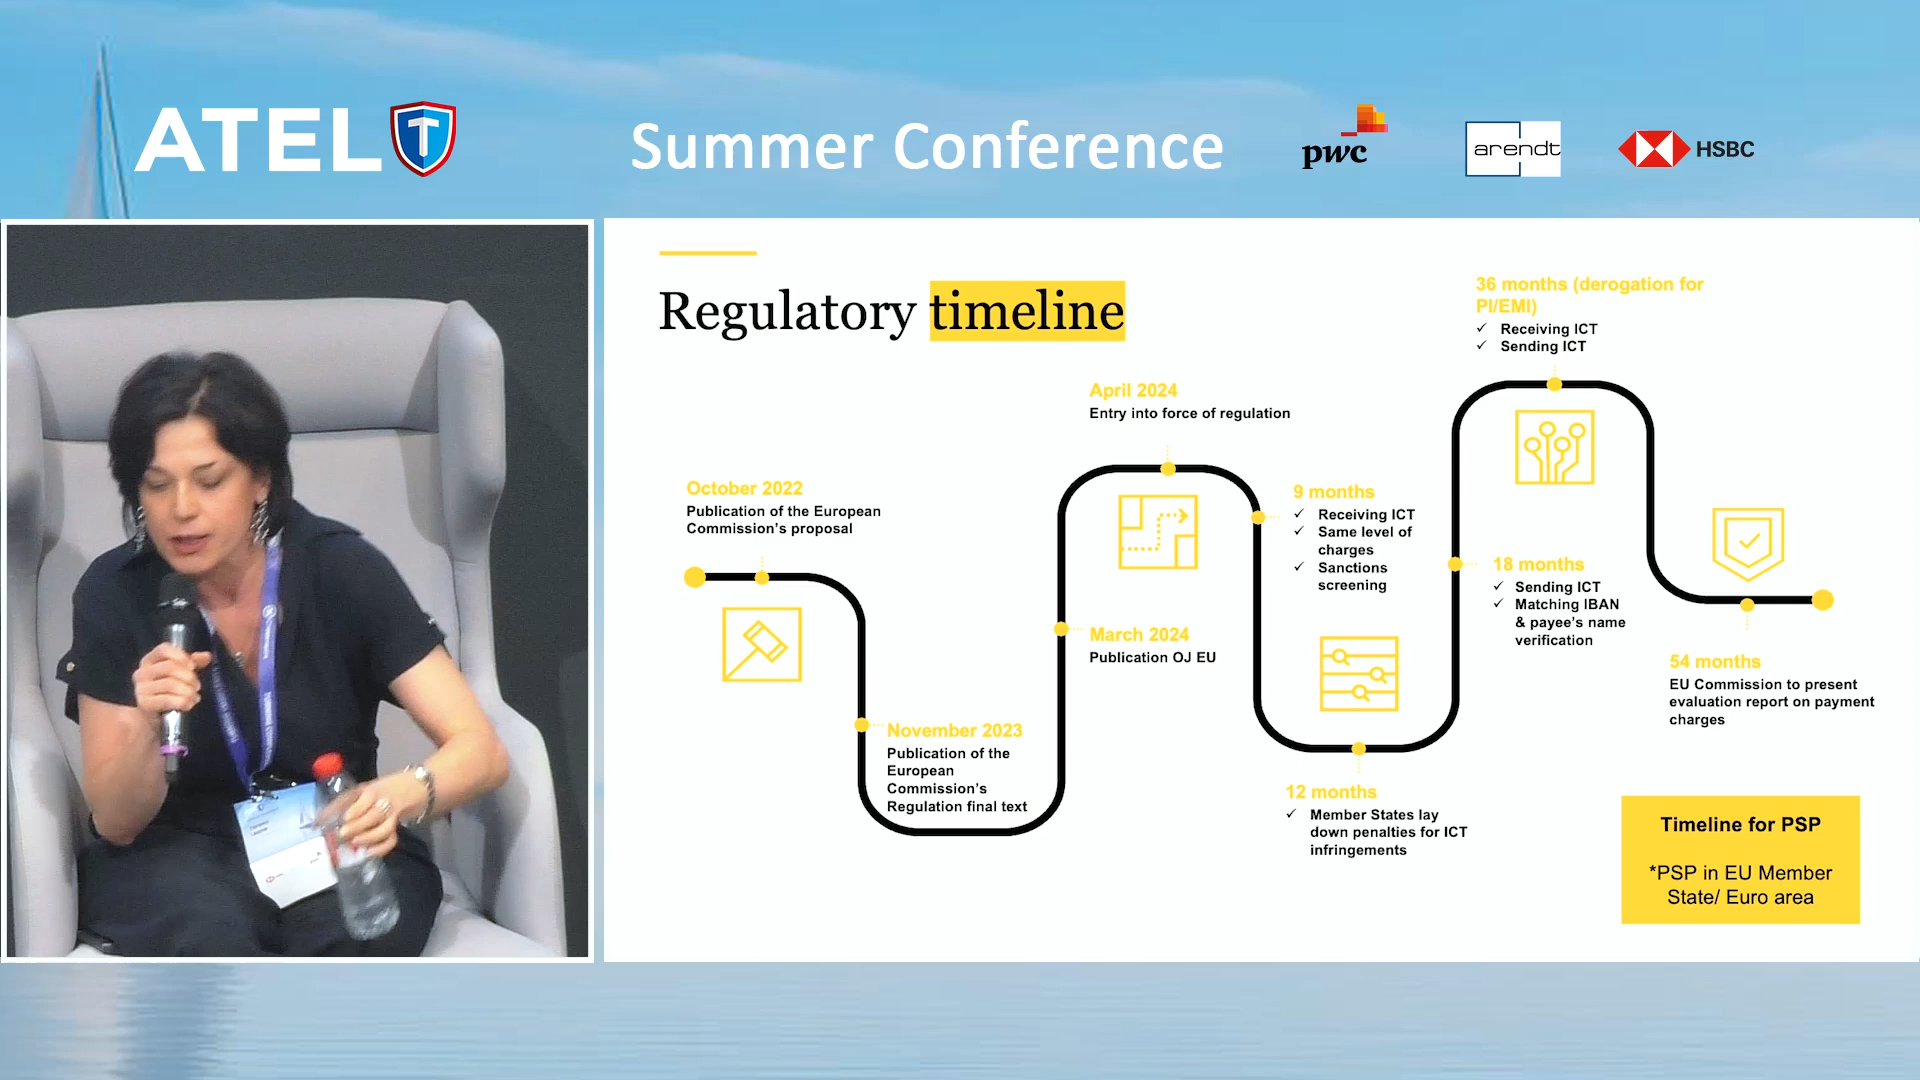 ATEL T
Summer Conference
pwc
arendt
HSBC
Regulatory timeline
October 2022
Publication of the European
Commission's proposal
November 2023
Publication of the
European
Commission's
Regulation final text
March 2024
Publication OJ EU
April 2024
Entry into force of regulation
9 months
✓ Receiving ICT
✓ Same level of
charges
✓ Sanctions
screening
12 months
✓ Member States lay
down penalties for ICT
infringements
18 months
✓ Sending ICT
✓ Matching IBAN
& payee's name
verification
36 months (derogation for
PI/EMI)
✓ Receiving ICT
✓ Sending ICT
54 months
EU Commission to present
evaluation report on payment
charges
Timeline for PSP
*PSP in EU Member
State/ Euro area